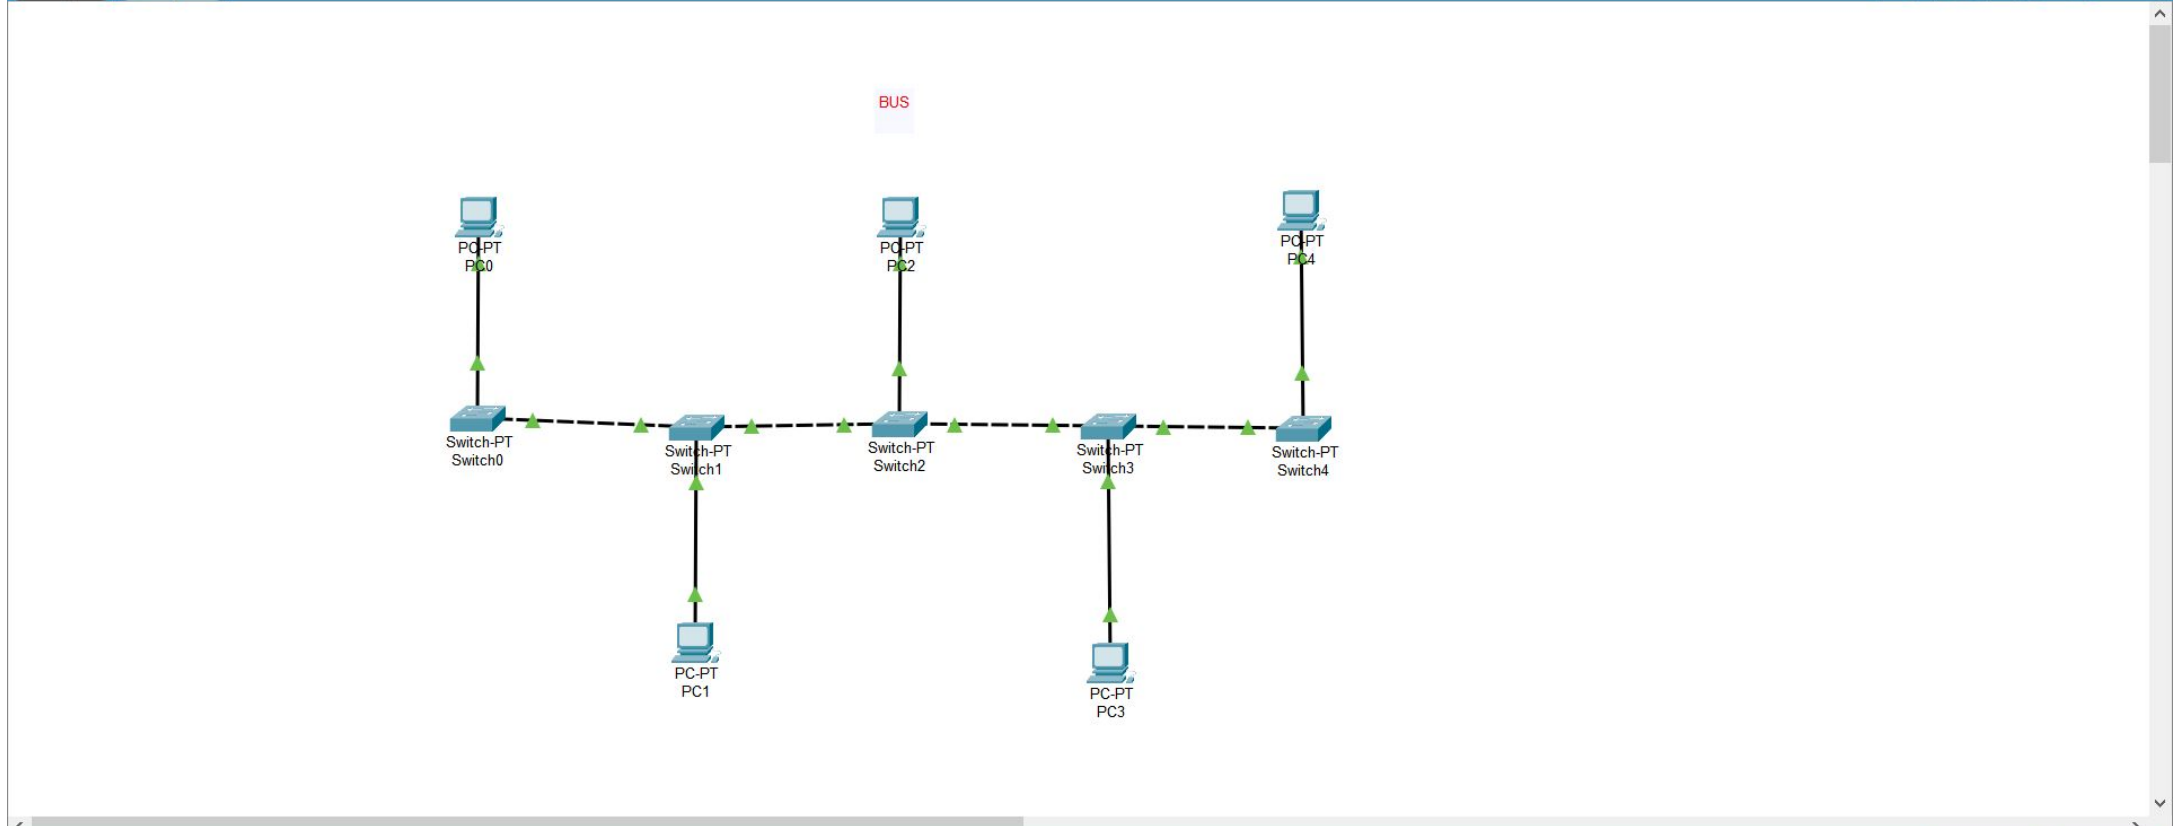 BUS
PC-PT
PC0
PC-PT
PC2
PC-PT
PC4
Switch-PT
Switch0
Switch-PT
Switch1
Switch-PT
Switch2
Switch-PT
Switch3
Switch-PT
Switch4
PC-PT
PC1
PC-PT
PC3